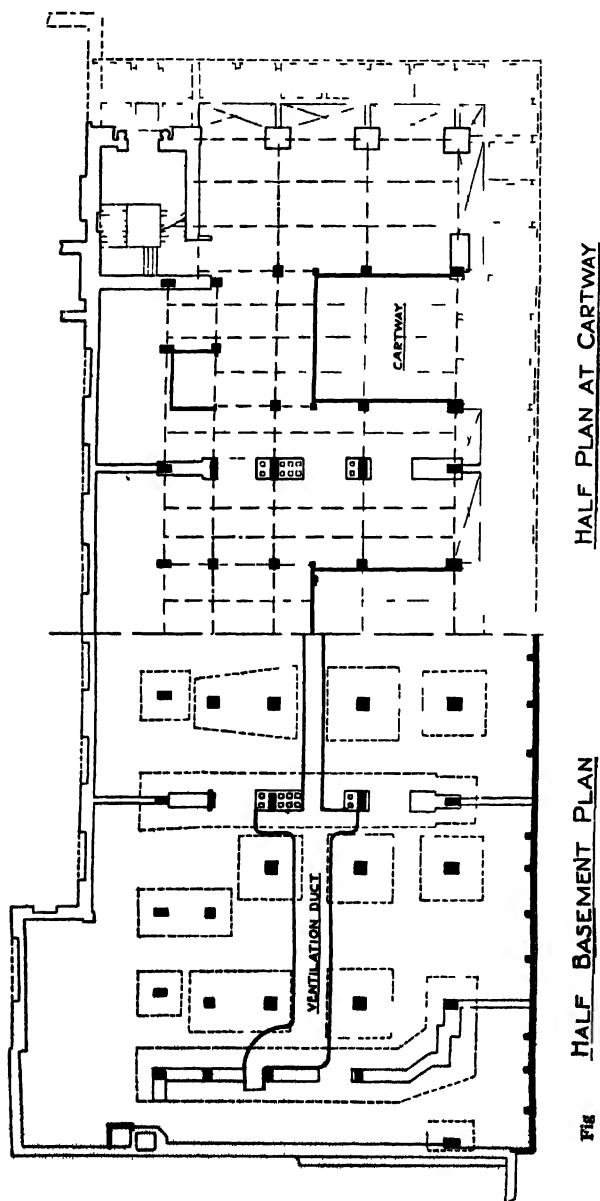 CARTWAY
VENTILATION DUCT
HALF PLAN AT CARTWAY
HALF BASEMENT PLAN
Fig